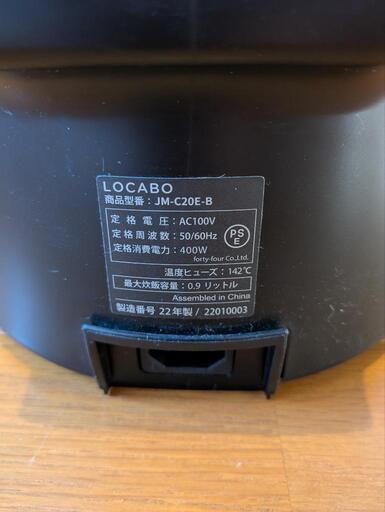 LOCABO
商品型番：JM-C20E-B
定格電圧：AC100V
定格周波数：50/60Hz
定格消費電力：400W
PS
E
forty-four Co.,Ltd.
温度ヒューズ：142℃
最大炊飯容量：0.9 リットル
Assembled in China
製造番号 22年製 / 22010003